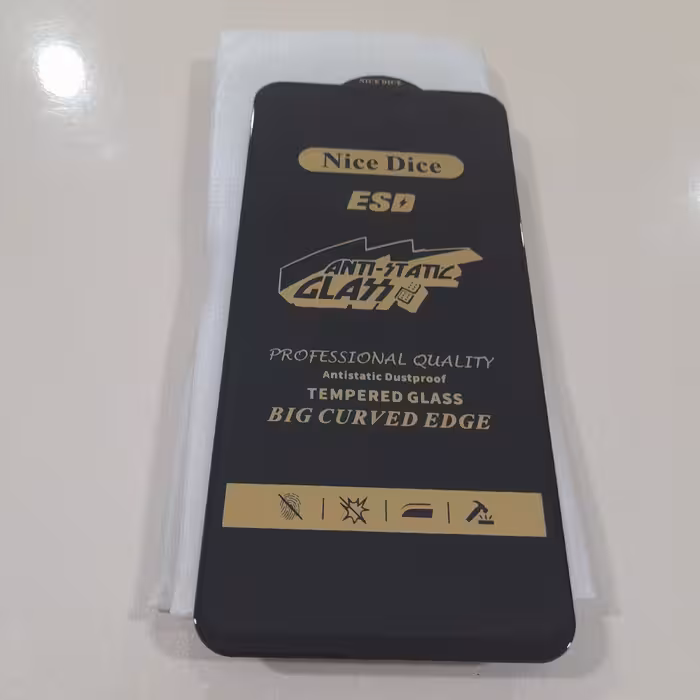 NICE DICE
Nice Dice
ESD
ANTI-STATIC
GLASS
PROFESSIONAL QUALITY
Antistatic Dustproof
TEMPERED GLASS
BIG CURVED EDGE